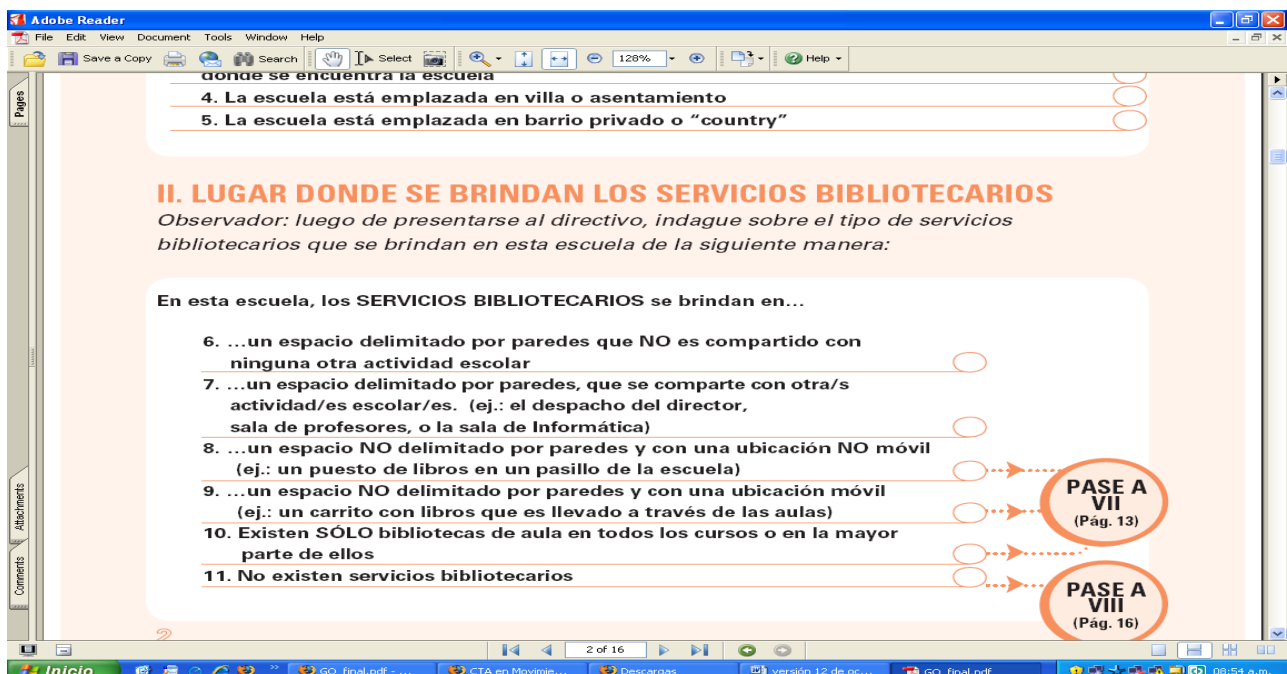 Adobe Reader
File Edit View Document Tools Window Help
Save a Copy Search Select 128% Help
Pages
donde se encuentra la escuela
4. La escuela está emplazada en villa o asentamiento
5. La escuela está emplazada en barrio privado o “country”
II. LUGAR DONDE SE BRINDAN LOS SERVICIOS BIBLIOTECARIOS
Observador: luego de presentarse al directivo, indague sobre el tipo de servicios
bibliotecarios que se brindan en esta escuela de la siguiente manera:
En esta escuela, los SERVICIOS BIBLIOTECARIOS se brindan en...
6. ...un espacio delimitado por paredes que NO es compartido con
ninguna otra actividad escolar
7. ...un espacio delimitado por paredes, que se comparte con otra/s
actividad/es escolar/es. (ej.: el despacho del director,
sala de profesores, o la sala de Informática)
8. ...un espacio NO delimitado por paredes y con una ubicación NO móvil
(ej.: un puesto de libros en un pasillo de la escuela)
9. ...un espacio NO delimitado por paredes y con una ubicación móvil
(ej.: un carrito con libros que es llevado a través de las aulas)
10. Existen SÓLO bibliotecas de aula en todos los cursos o en la mayor
parte de ellos
11. No existen servicios bibliotecarios
PASE A
VII
(Pág. 13)
PASE A
VIII
(Pág. 16)
2
Attachments
Comments
2 of 16
Inicio GO_final.pdf - ... CTA en Movimie... Descargas versión 12 de oc... GO_final.pdf 08:54 a.m.